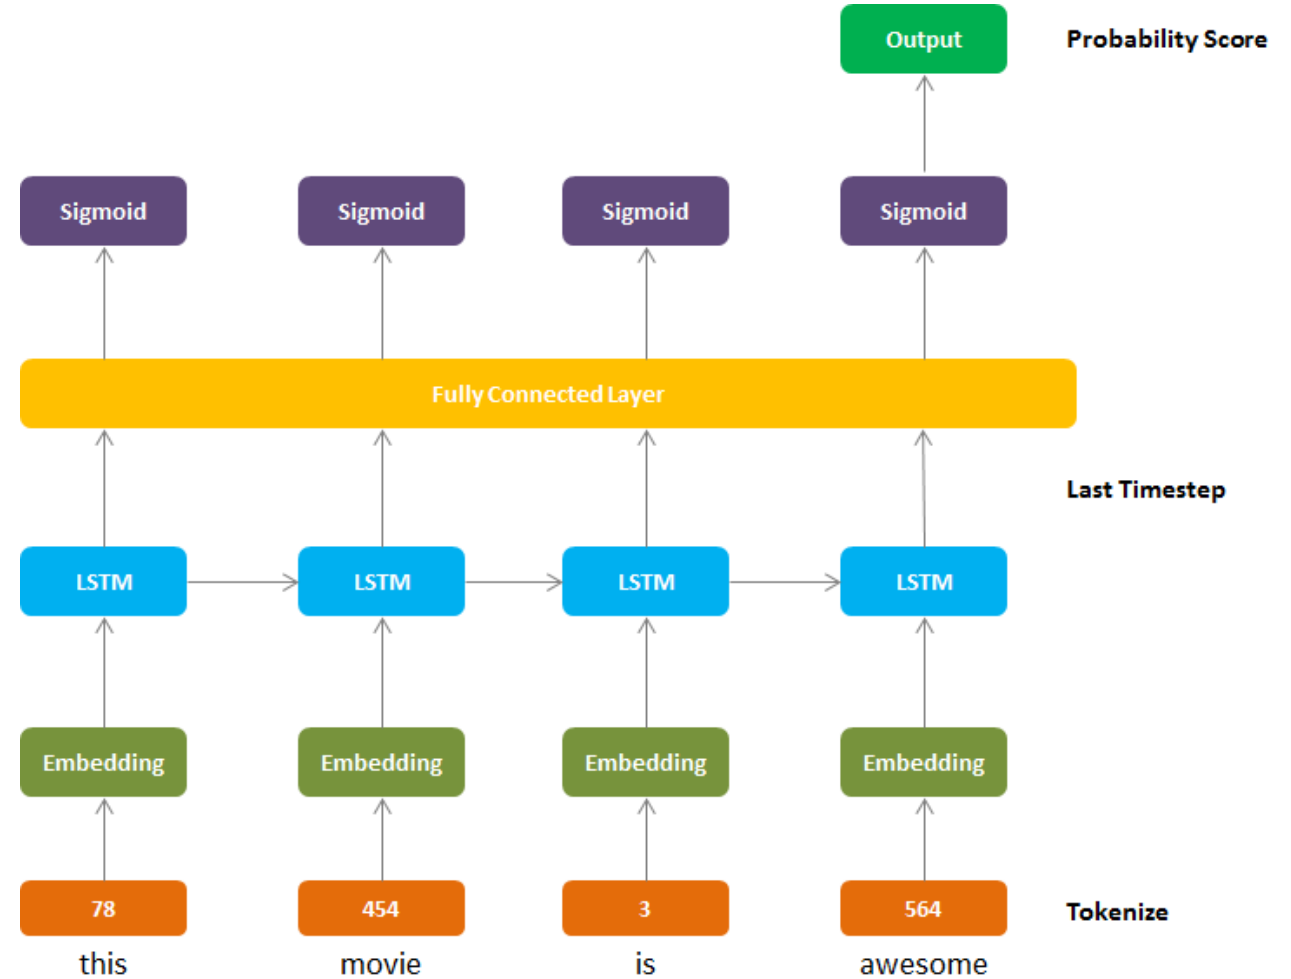 Output
Probability Score
Sigmoid
Sigmoid
Sigmoid
Sigmoid
Fully Connected Layer
Last Timestep
LSTM
LSTM
LSTM
LSTM
Embedding
Embedding
Embedding
Embedding
78
454
3
564
Tokenize
this
movie
is
awesome